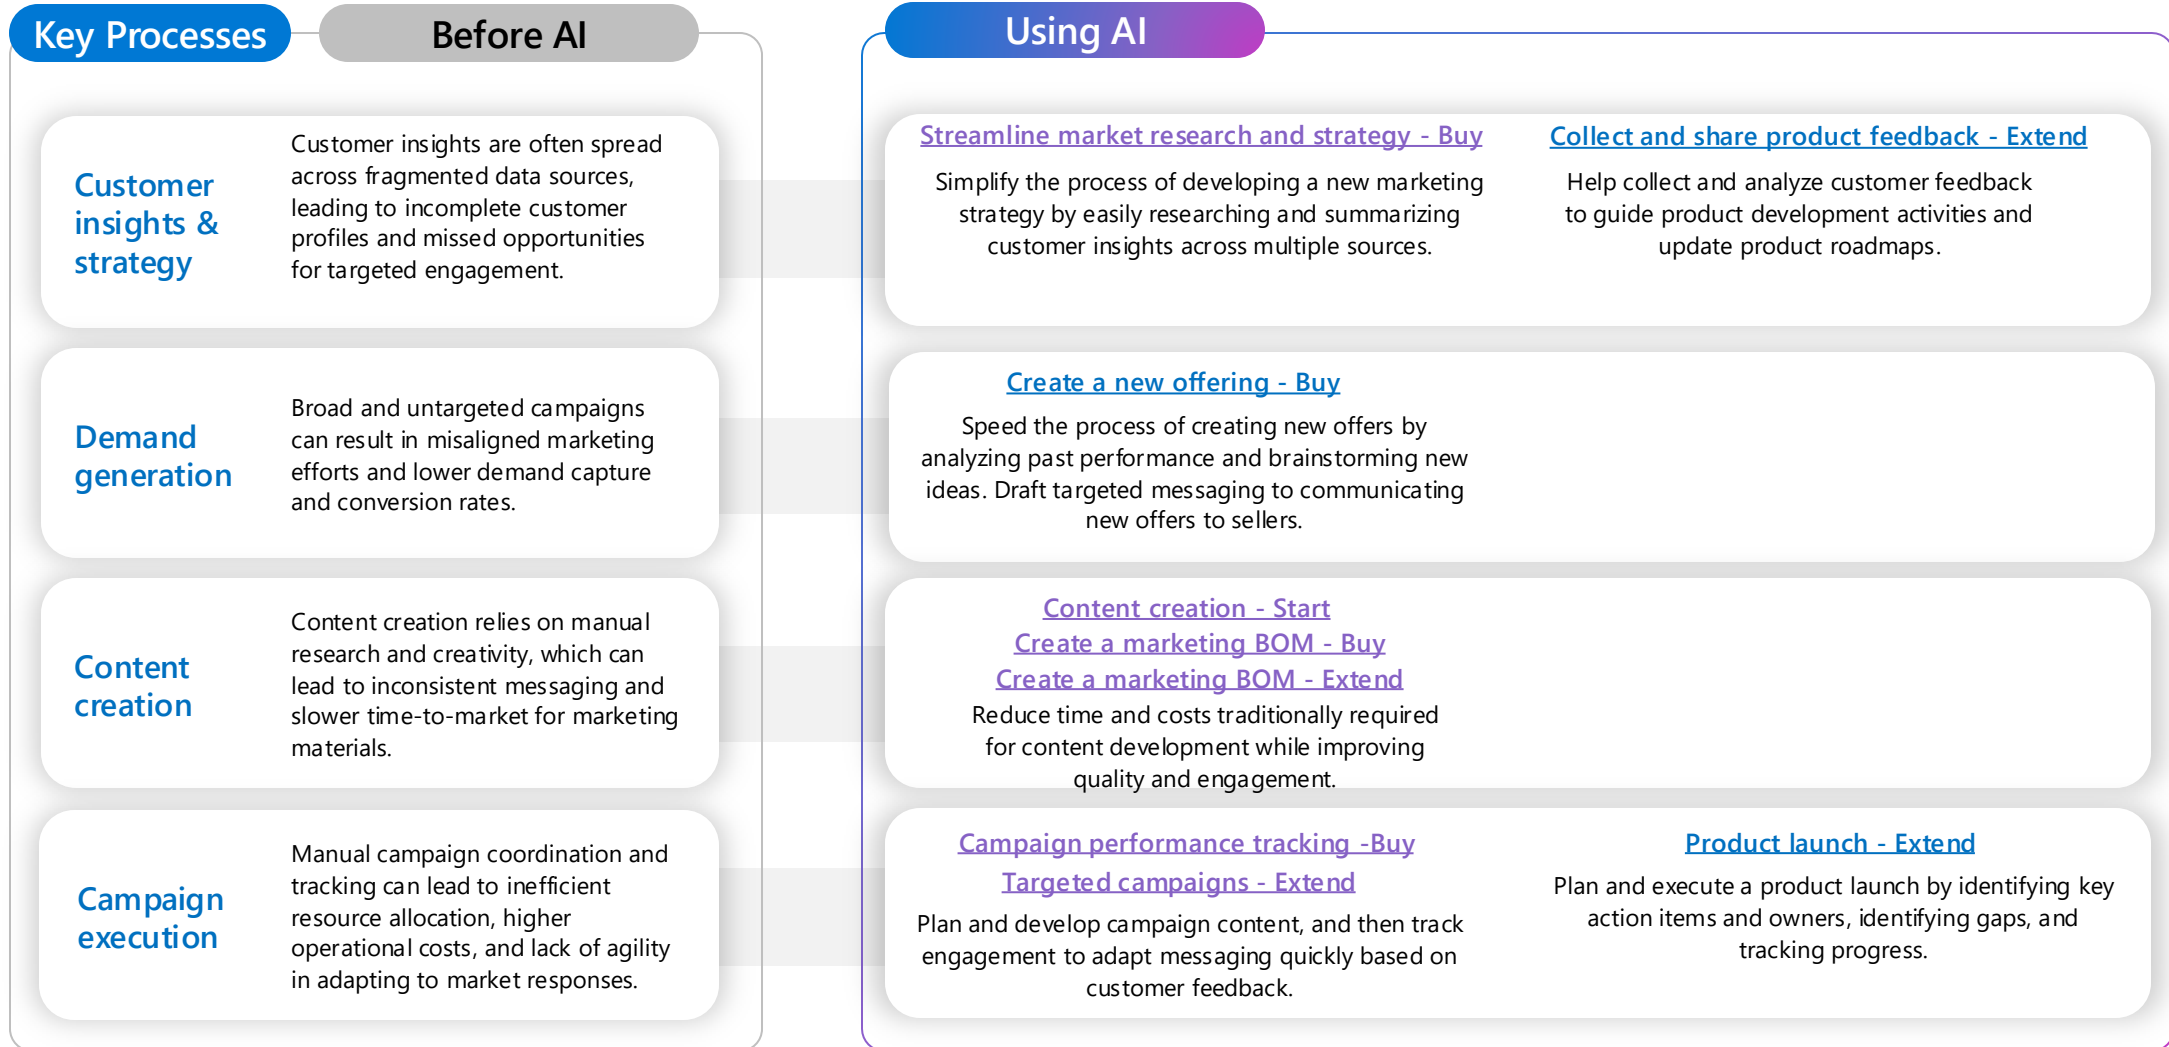 Key Processes
Before AI
Using AI
Customer
insights &
strategy
Customer insights are often spread
across fragmented data sources,
leading to incomplete customer
profiles and missed opportunities
for targeted engagement.
Streamline market research and strategy - Buy
Simplify the process of developing a new marketing
strategy by easily researching and summarizing
customer insights across multiple sources.
Collect and share product feedback - Extend
Help collect and analyze customer feedback
to guide product development activities and
update product roadmaps.
Demand
generation
Broad and untargeted campaigns
can result in misaligned marketing
efforts and lower demand capture
and conversion rates.
Create a new offering - Buy
Speed the process of creating new offers by
analyzing past performance and brainstorming new
ideas. Draft targeted messaging to communicating
new offers to sellers.
Content
creation
Content creation relies on manual
research and creativity, which can
lead to inconsistent messaging and
slower time-to-market for marketing
materials.
Content creation - Start
Create a marketing BOM - Buy
Create a marketing BOM - Extend
Reduce time and costs traditionally required
for content development while improving
quality and engagement.
Campaign
execution
Manual campaign coordination and
tracking can lead to inefficient
resource allocation, higher
operational costs, and lack of agility
in adapting to market responses.
Campaign performance tracking -Buy
Targeted campaigns - Extend
Plan and develop campaign content, and then track
engagement to adapt messaging quickly based on
customer feedback.
Product launch - Extend
Plan and execute a product launch by identifying key
action items and owners, identifying gaps, and
tracking progress.